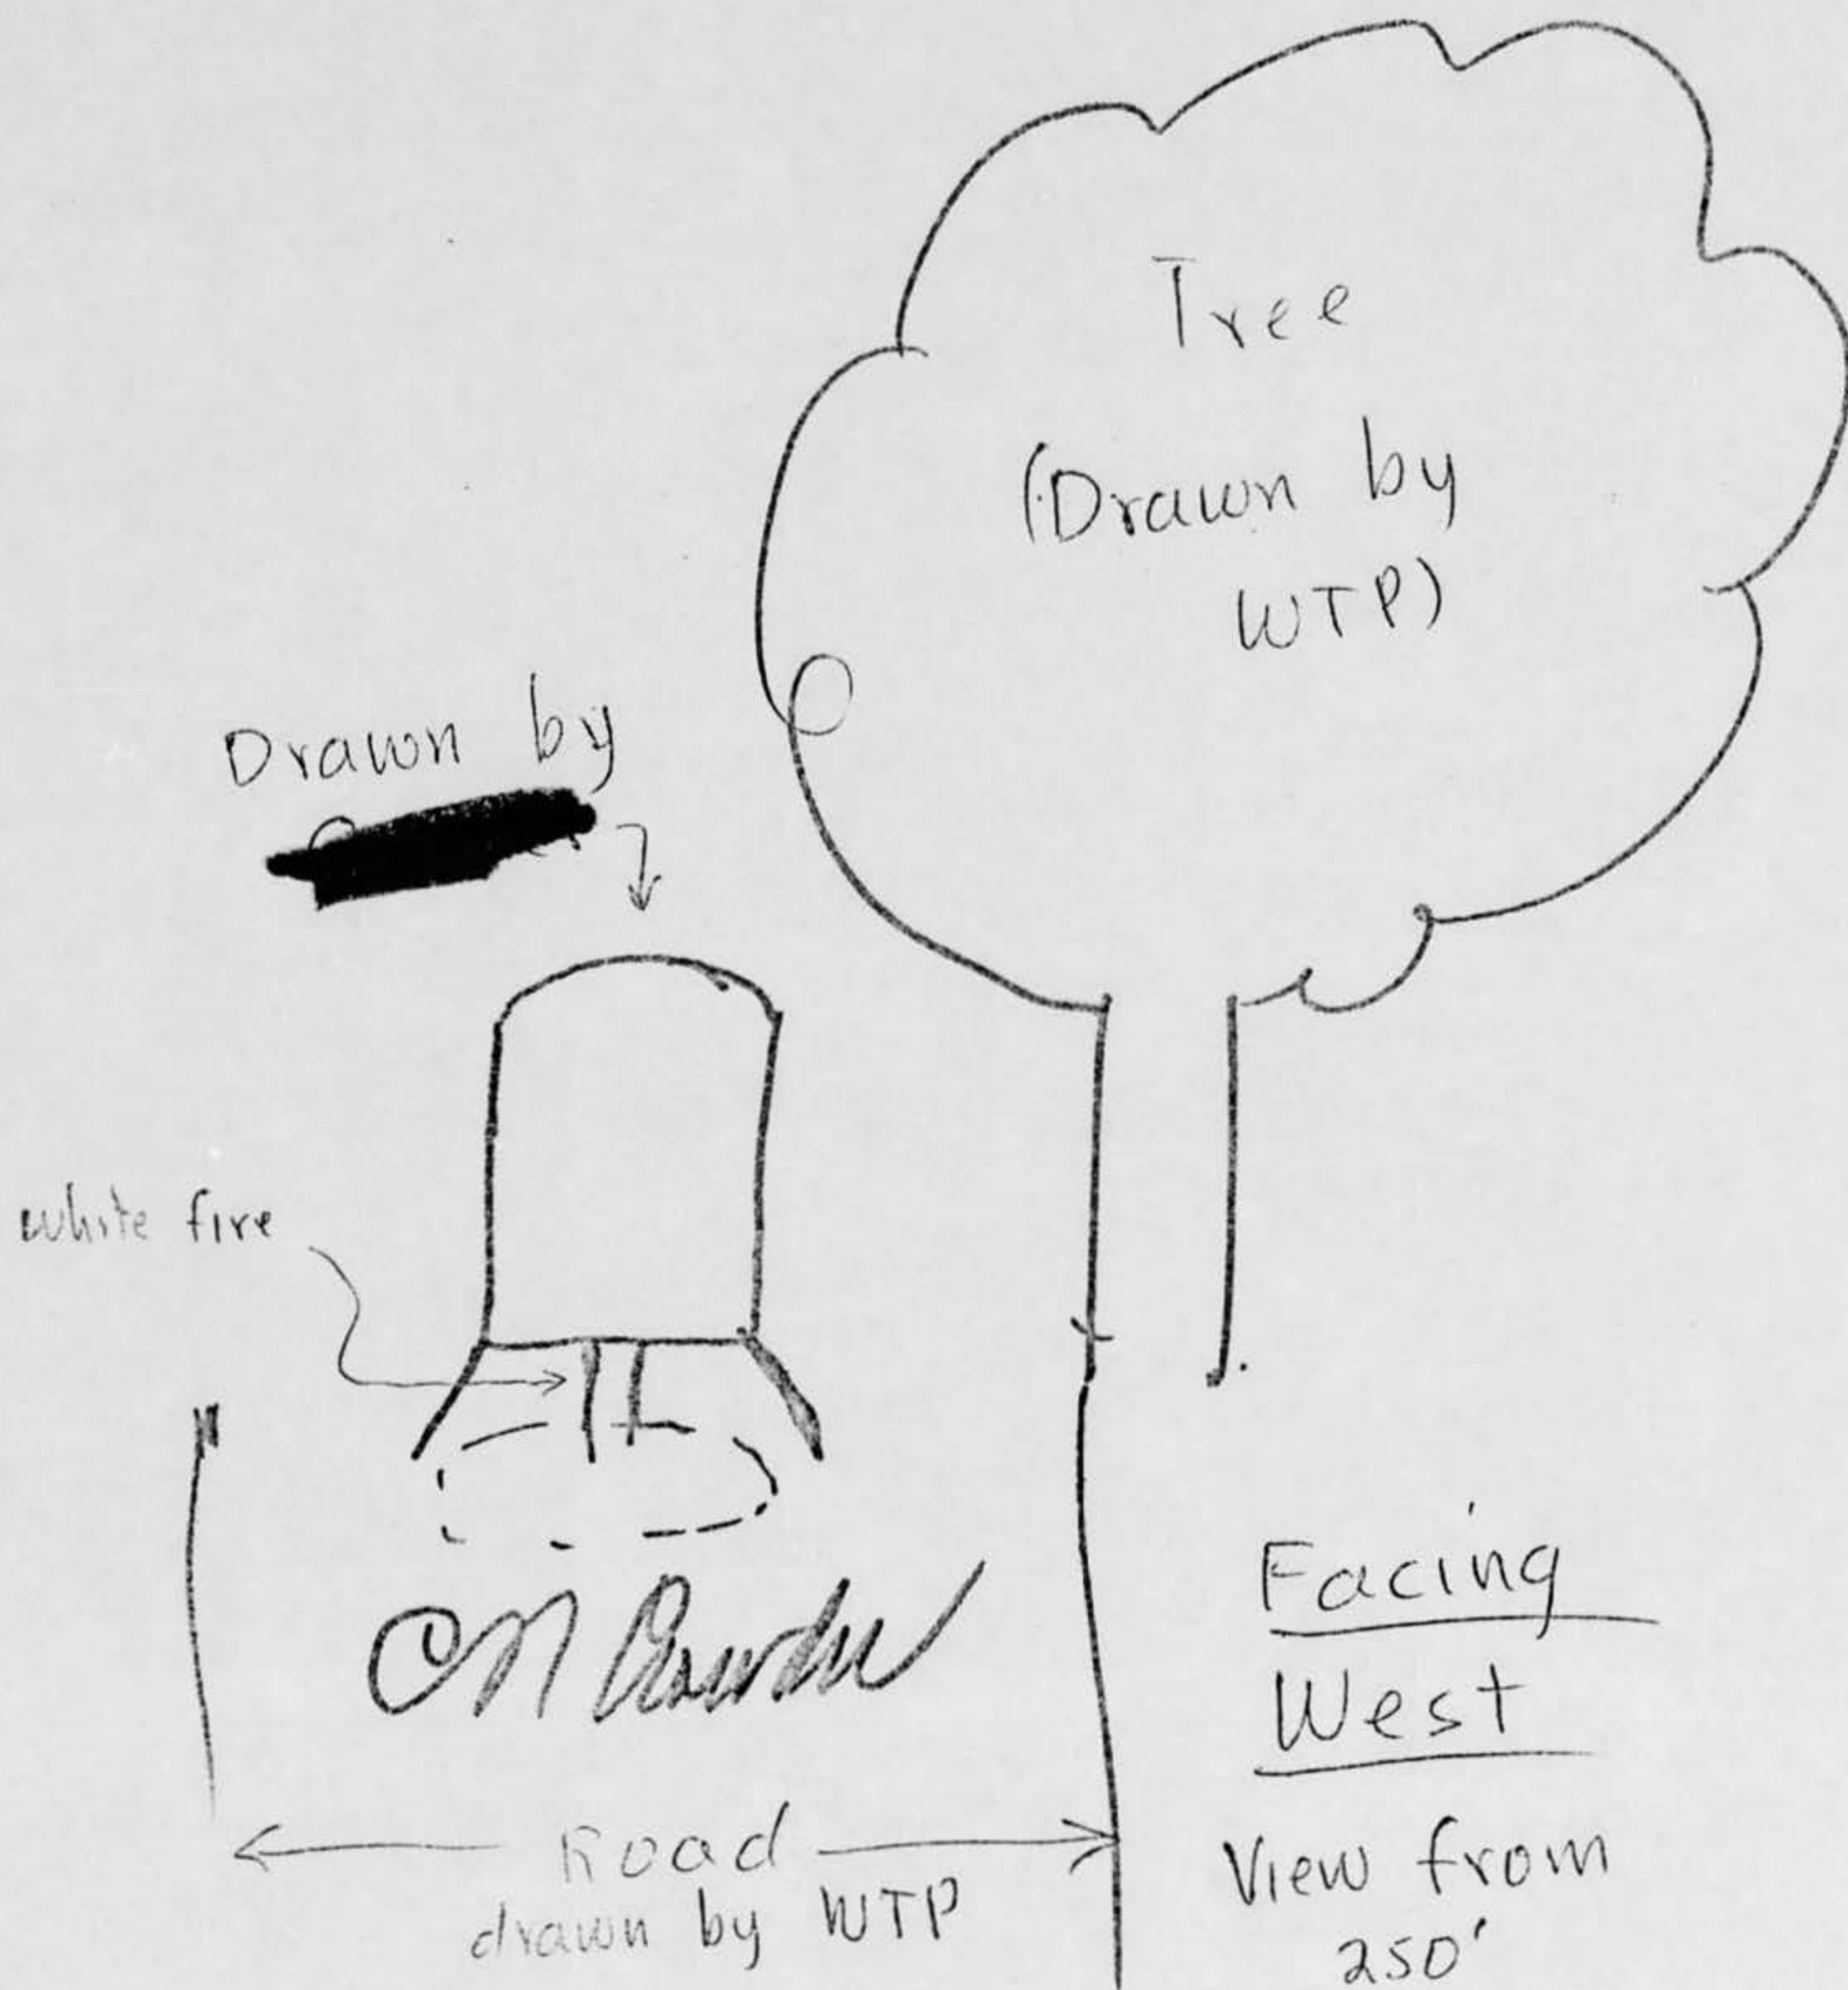 Tree
(Drawn by
WTP)
Drawn by
white fire
Facing
West
Road
drawn by WTP
View from
250'